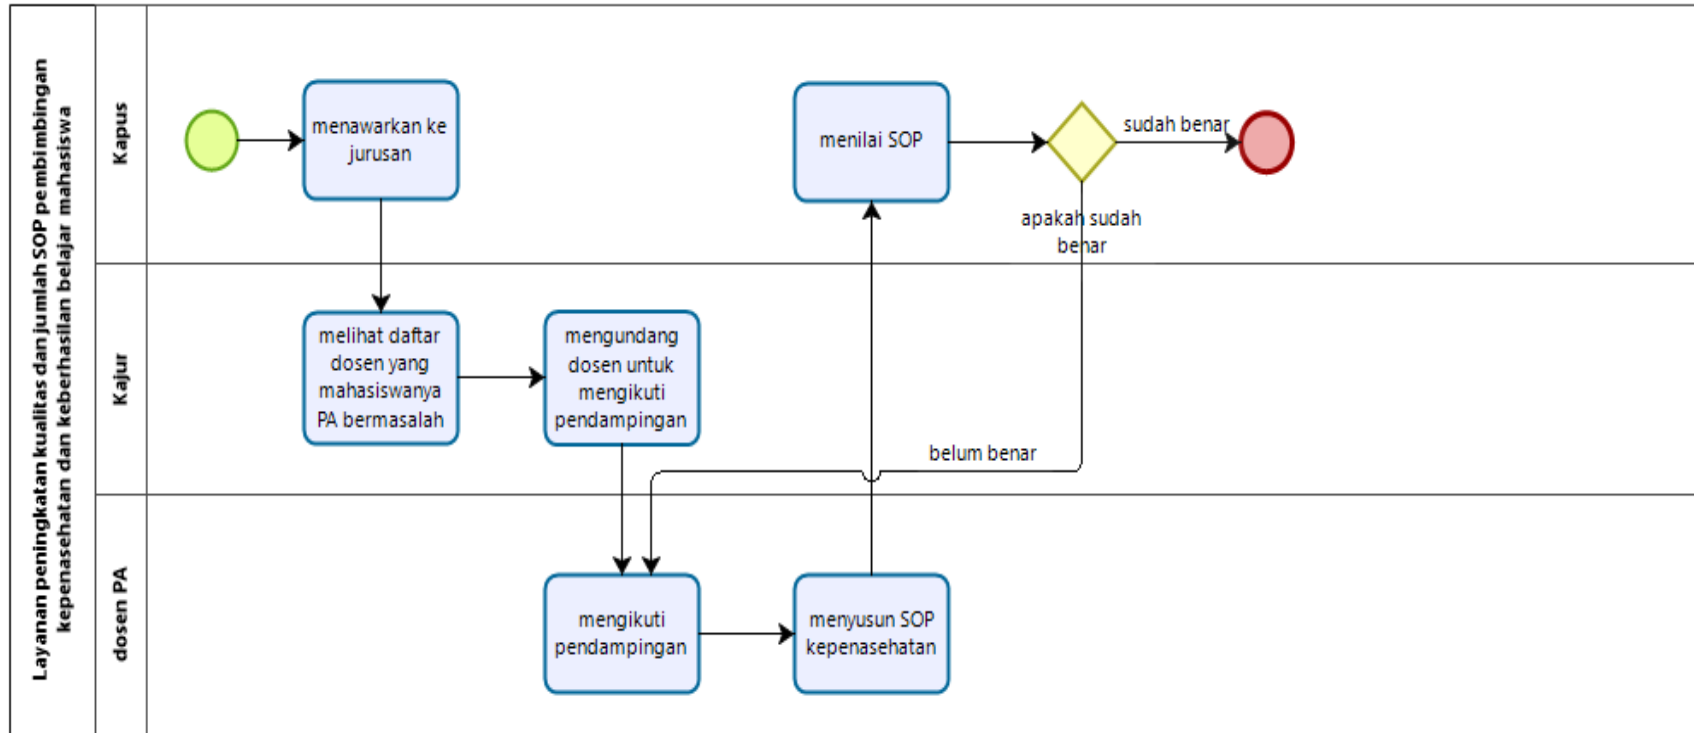 Layanan peningkatan kualitas dan jumlah SOP pembimbingan
kepenasehatan dan keberhasilan belajar mahasiswa
Kapus
menawarkan ke
jurusan
menilai SOP
sudah benar
apakah sudah
benar
Kajur
melihat daftar
dosen yang
mahasiswanya
PA bermasalah
mengundang
dosen untuk
mengikuti
pendampingan
belum benar
dosen PA
mengikuti
pendampingan
menyusun SOP
kepenasehatan